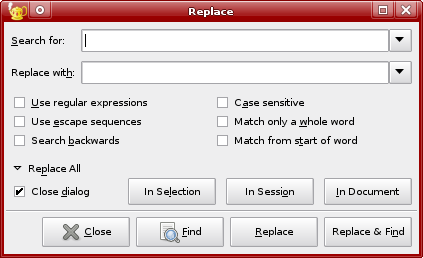 Replace
Search for:
Replace with:
Use regular expressions
Case sensitive
Use escape sequences
Match only a whole word
Search backwards
Match from start of word
Replace All
Close dialog
In Selection
In Session
In Document
Close
Find
Replace
Replace & Find